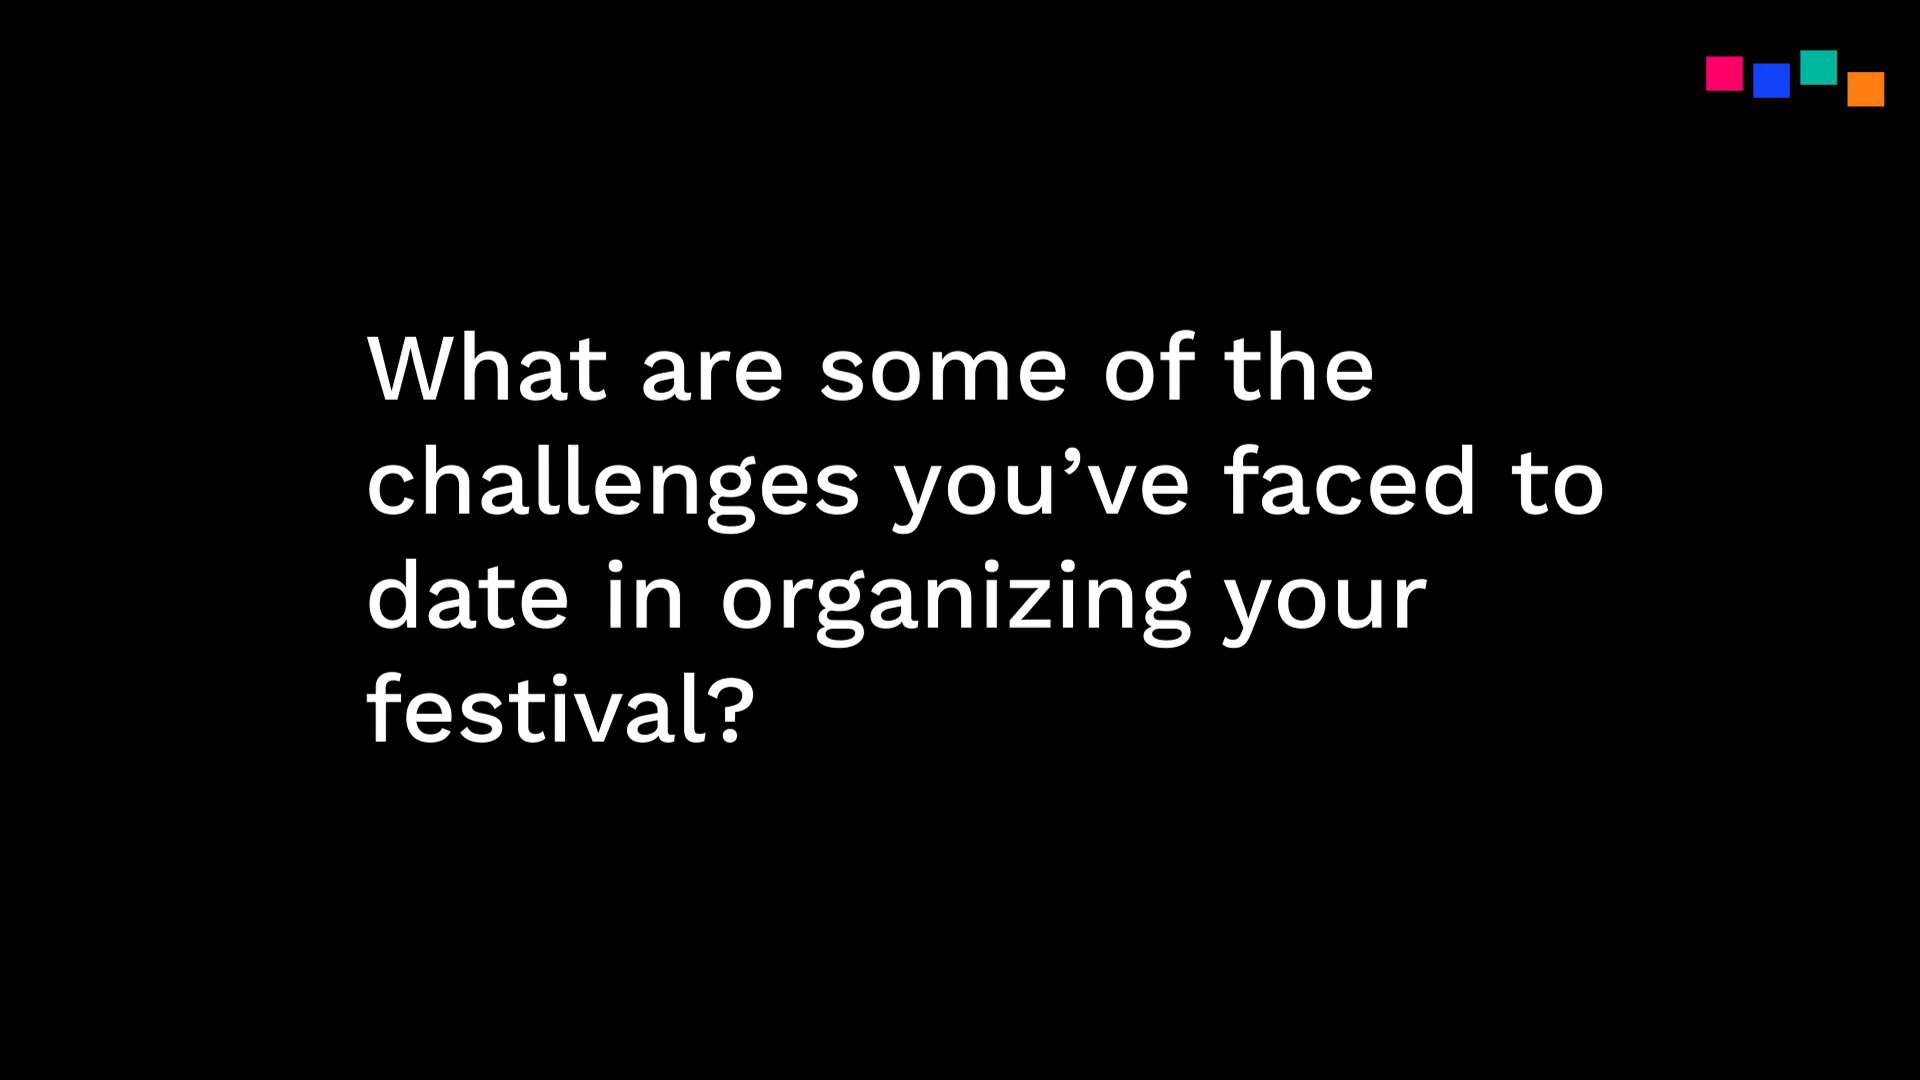 What are some of the
challenges you’ve faced to
date in organizing your
festival?